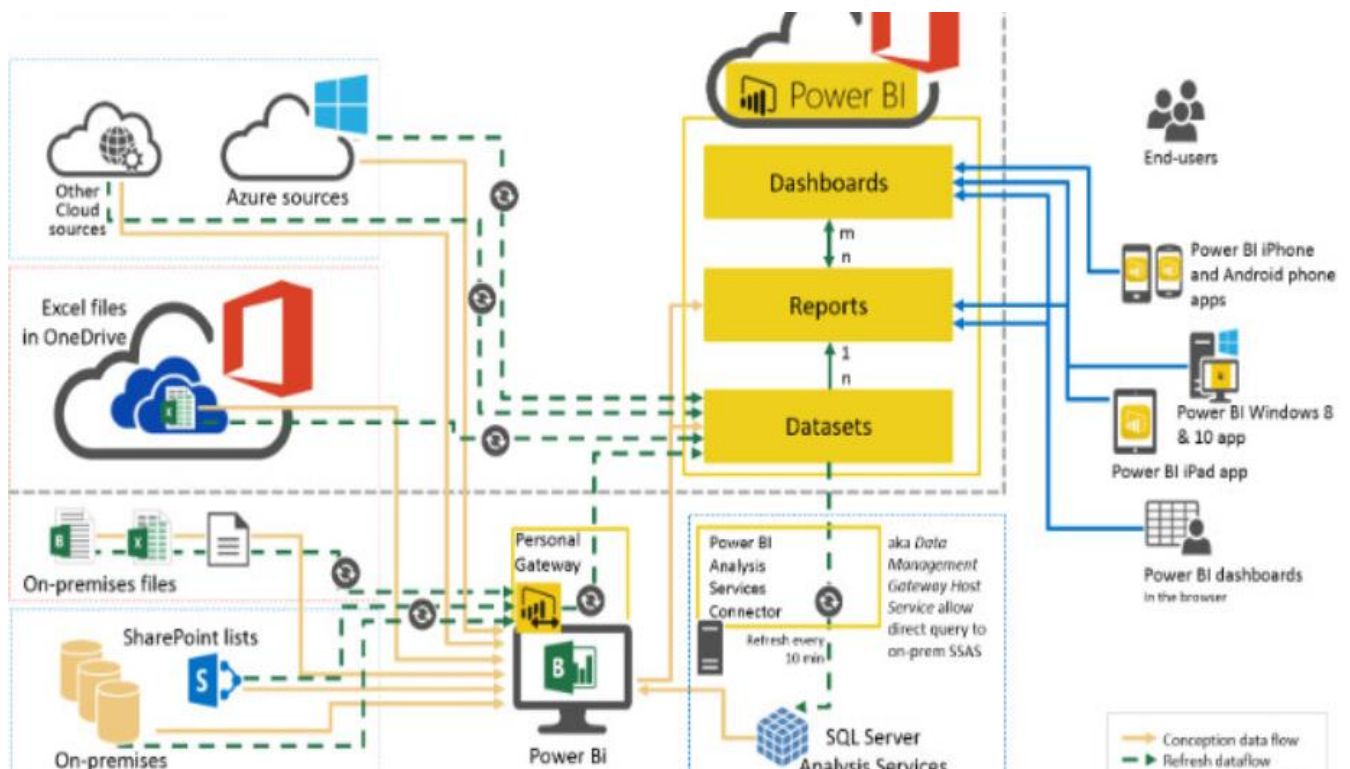 Power BI
Other
Cloud
sources
Azure sources
Dashboards
m
n
Reports
1
n
Datasets
End-users
Power BI iPhone
and Android phone
apps
Power BI Windows 8
& 10 app
Power BI iPad app
Power BI dashboards
in the browser
Excel files
in OneDrive
X
B
X
On-premises files
SharePoint lists
S
On-premises
Personal
Gateway
B
Power Bi
Power BI
Analysis
Services
Connector
aka Data
Management
Gateway Host
Service allow
direct query to
on-prem SSAS
Refresh every
10 min
SQL Server
Analysis Services
Conception data flow
Refresh dataflow